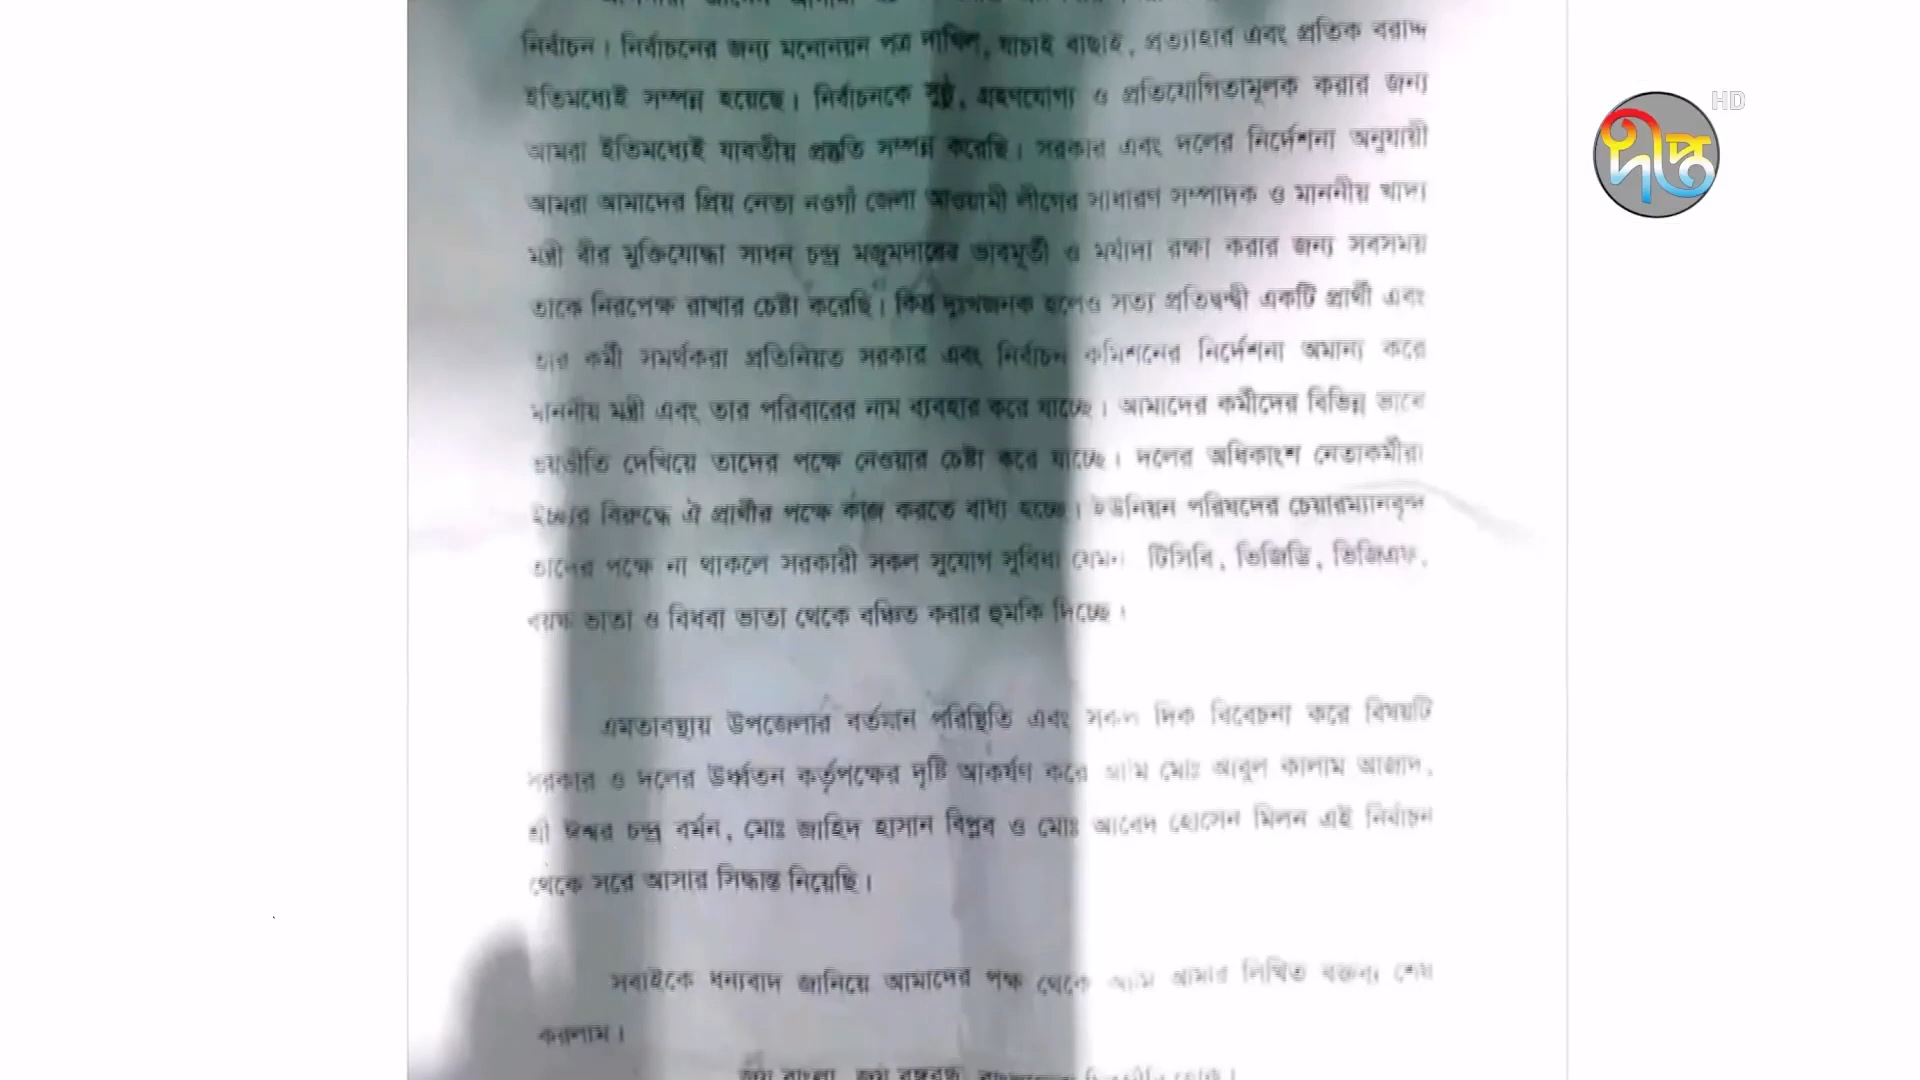 নির্বাচন। নির্বাচনের জন্য মনোনয়ন পত্র দাখিল, যাচাই বাছাই, প্রত্যাহার এবং প্রতিক বরাদ্দ
ইতিমধ্যেই সম্পন্ন হয়েছে। নির্বাচনকে সুষ্ঠ, গ্রহণযোগ্য ও প্রতিযোগিতামূলক করার জন্য
আমরা ইতিমধ্যেই যাবতীয় প্রস্তুতি সম্পন্ন করেছি। সরকার এবং দলের নির্দেশনা অনুযায়ী
আমরা আমাদের প্রিয় নেতা নওগাঁ জেলা আওয়ামী লীগের সাধারণ সম্পাদক ও মাননীয় খাদ্য
মন্ত্রী বীর মুক্তিযোদ্ধা সাধন চন্দ্র মজুমদারের ভাবমূর্তী ও মর্যাদা রক্ষা করার জন্য সবসময়
তাকে নিরপেক্ষ রাখার চেষ্টা করেছি। কিন্তু দুঃখজনক হলেও সত্য প্রতিদ্বন্দ্বী একটি প্রার্থী এবং
তার কর্মী সমর্থকরা প্রতিনিয়ত সরকার এবং নির্বাচন কমিশনের নির্দেশনা অমান্য করে
মাননীয় মন্ত্রী এবং তার পরিবারের নাম ব্যবহার করে যাচ্ছে। আমাদের কর্মীদের বিভিন্ন ভাবে
ভয়ভীতি দেখিয়ে তাদের পক্ষে নেওয়ার চেষ্টা করে যাচ্ছে। দলের অধিকাংশ নেতাকর্মীরা
ইচ্ছার বিরুদ্ধে ঐ প্রার্থীর পক্ষে কাজ করতে বাধ্য হচ্ছে। ইউনিয়ন পরিষদের চেয়ারম্যানবৃন্দ
তাদের পক্ষে না থাকলে সরকারী সকল সুযোগ সুবিধা যেমন টিসিবি, ভিজিডি, ভিজিএফ,
বয়স্ক ভাতা ও বিধবা ভাতা থেকে বঞ্চিত করার হুমকি দিচ্ছে।
এমতাবস্থায় উপজেলার বর্তমান পরিস্থিতি এবং সকল দিক বিবেচনা করে বিষয়টি
সরকার ও দলের উর্ধ্বতন কর্তৃপক্ষের দৃষ্টি আকর্ষণ করে আমি মোঃ আবুল কালাম আজাদ,
শ্রী ঈশ্বর চন্দ্র বর্মন, মোঃ জাহিদ হাসান বিপ্লব ও মোঃ আবেদ হোসেন মিলন এই নির্বাচন
থেকে সরে আসার সিদ্ধান্ত নিয়েছি।
সবাইকে ধন্যবাদ জানিয়ে আমাদের পক্ষ থেকে আমি আমার লিখিত বক্তব্য শেষ
করলাম।
জয় বাংলা, জয় বঙ্গবন্ধু,
দীপ্ত HD